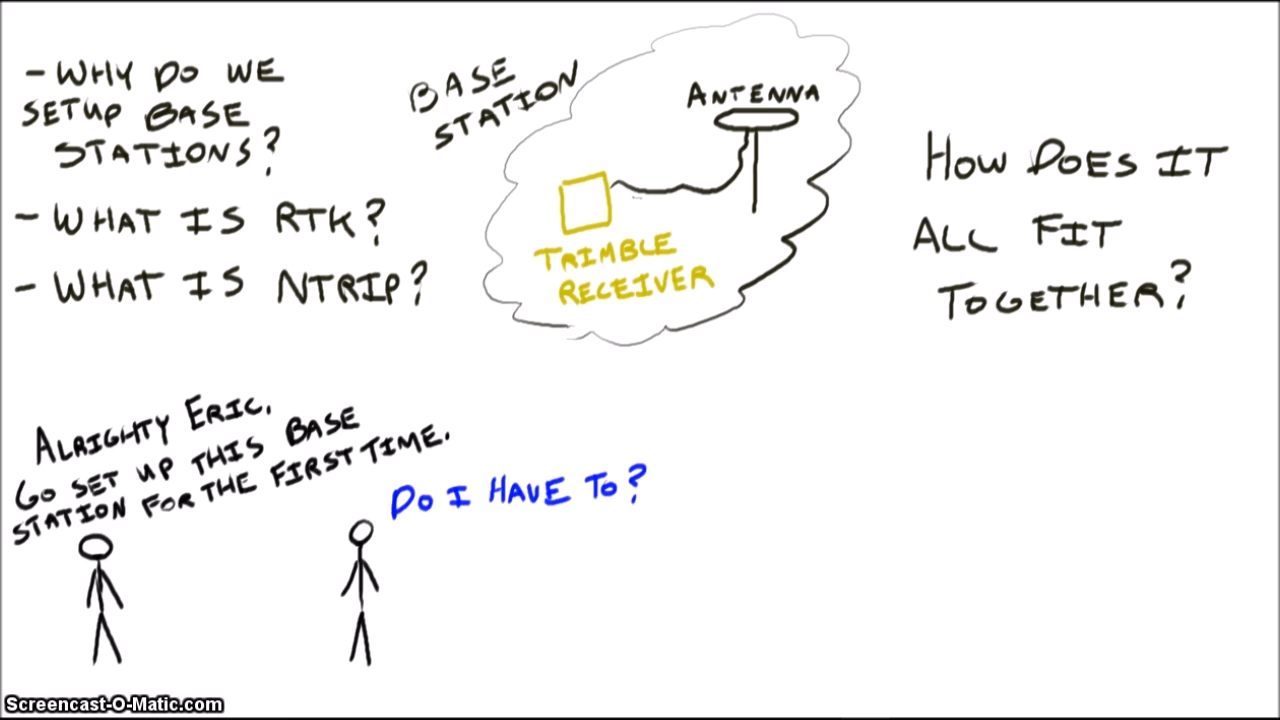 - WHY DO WE
SETUP BASE
STATIONS?
- WHAT IS RTK?
- WHAT IS NTRIP?
BASE
STATION
ANTENNA
TRIMBLE
RECEIVER
HOW DOES IT
ALL FIT
TOGETHER?
ALRIGHTY ERIC.
GO SET UP THIS BASE
STATION FOR THE FIRST TIME.
DO I HAVE TO?
Screencast-O-Matic.com